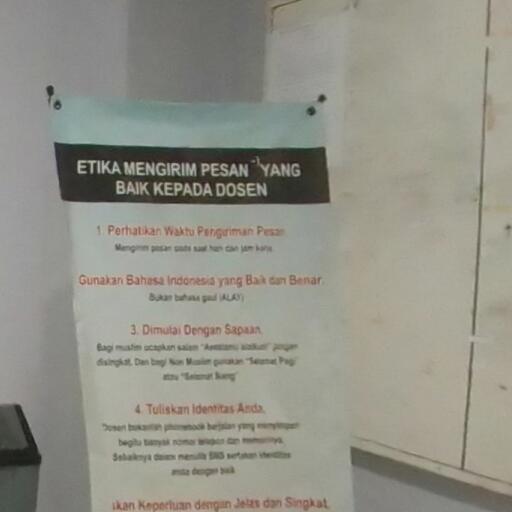 ETIKA MENGIRIM PESAN YANG
BAIK KEPADA DOSEN
1. Perhatikan Waktu Pengiriman Pesan
Mengirim pesan pada saat hari dan jam kerja.
Gunakan Bahasa Indonesia yang Baik dan Benar.
Bukan bahasa gaul (ALAY)
3. Dimulai Dengan Sapaan.
Bagi muslim ucapkan salam jangan
disingkat. Dan bagi Non Muslim gunakan "Selamat Pagi"
atau "Selamat Siang"
4. Tuliskan Identitas Anda.
Dosen bukanlah phonebook berjalan yang menyimpan
begitu banyak nomor telepon dan memorinya.
Sebaiknya dalam menulis SMS sertakan identitas
anda dengan baik
kan Keperluan dengan Jelas dan Singkat.